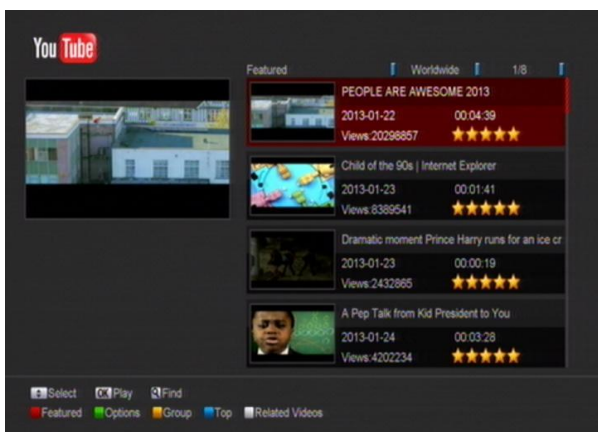 YouTube
Featured Worldwide 1/8
PEOPLE ARE AWESOME 2013
2013-01-22 00:04:39
Views:20298857
Child of the 90s | Internet Explorer
2013-01-23 00:01:41
Views:8389541
Dramatic moment Prince Harry runs for an ice cr
2013-01-23 00:00:19
Views:2432865
A Pep Talk from Kid President to You
2013-01-24 00:03:28
Views:4202234
Select OK Play Find
Featured Options Group Top Related Videos